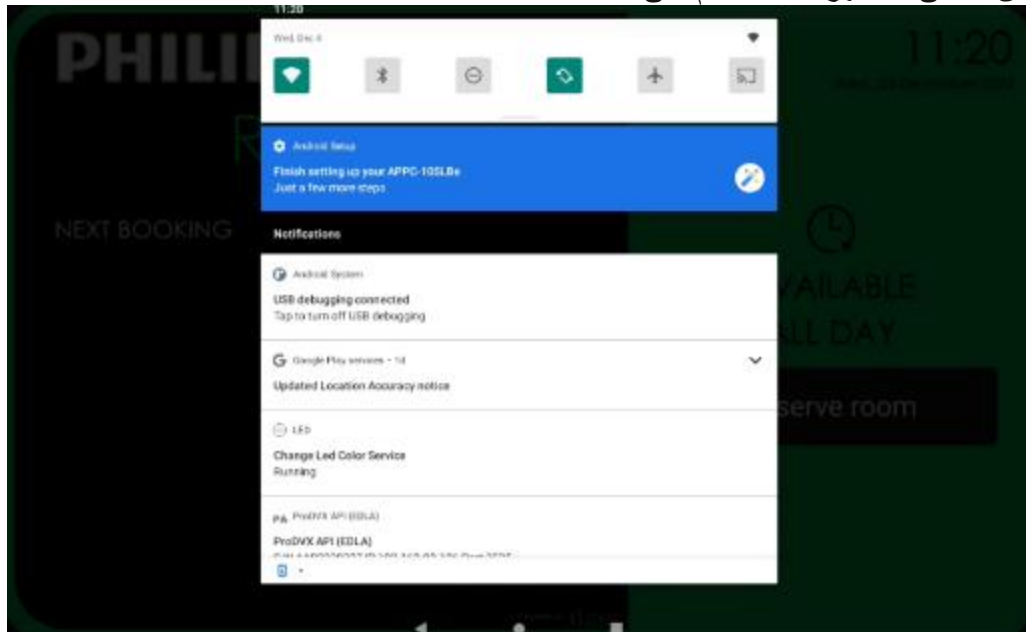 11:20
Wed, Dec 4
PHILI
11:20
Android Setup
Finish setting up your APPC-10SLBe
Just a few more steps
NEXT BOOKING
Notifications
Android System
USB debugging connected
Tap to turn off USB debugging
AILABLE
LL DAY
Google Play services • 1d
Updated Location Accuracy notice
serve room
LED
Change Led Color Service
Running
PA ProDVX API (EDLA)
ProDVX API (EDLA)